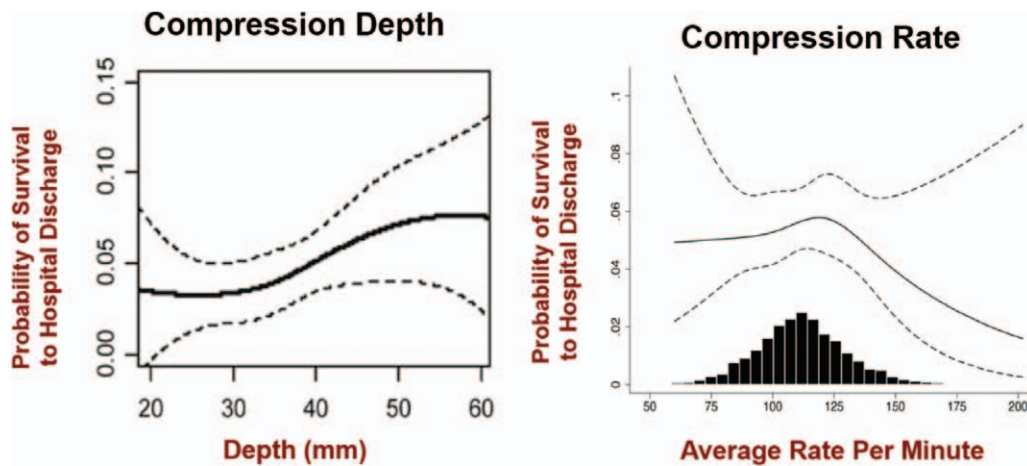 Compression Depth
Probability of Survival
to Hospital Discharge
0.15
0.10
0.05
0.00
20 30 40 50 60
Depth (mm)
Compression Rate
Probability of Survival
to Hospital Discharge
.1
.08
.06
.04
.02
0
50 75 100 125 150 175 200
Average Rate Per Minute